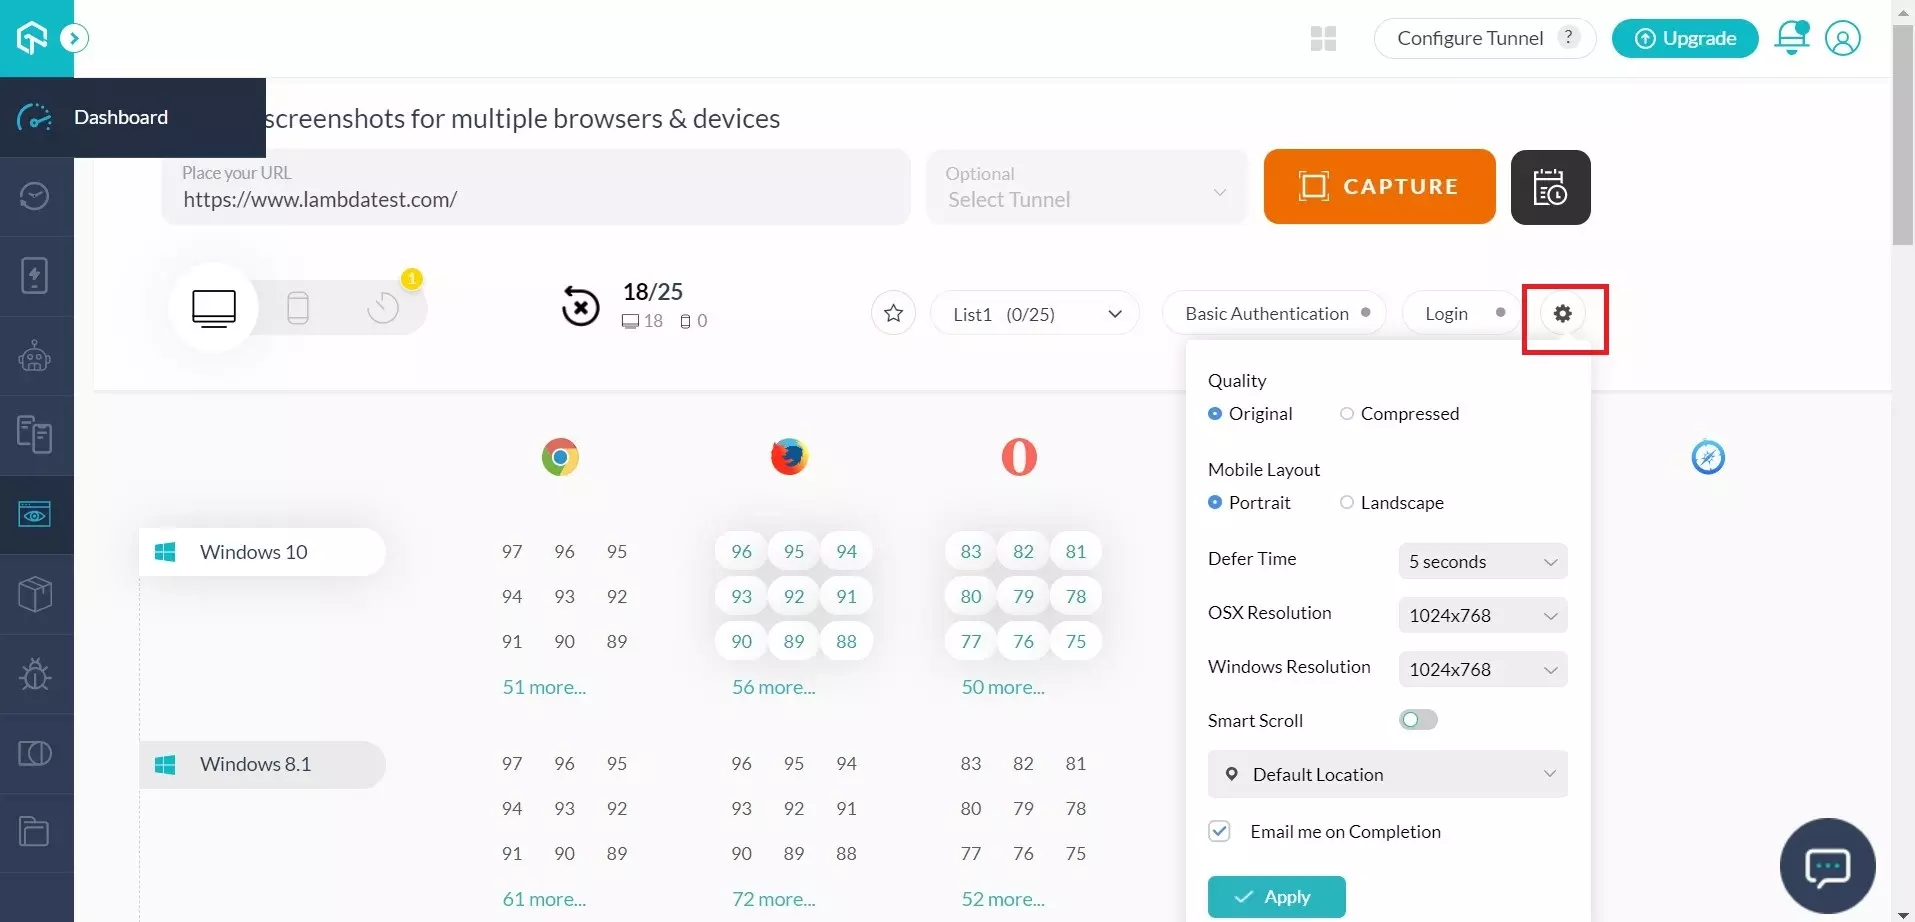 Configure Tunnel ?
Upgrade
Dashboard
screenshots for multiple browsers & devices
Place your URL
https://www.lambdatest.com/
Optional
Select Tunnel
CAPTURE
1
18/25
18 0
List1 (0/25)
Basic Authentication
Login
Quality
Original Compressed
Mobile Layout
Portrait Landscape
Defer Time 5 seconds
OSX Resolution 1024x768
Windows Resolution 1024x768
Smart Scroll
Default Location
Email me on Completion
Apply
Windows 10
97 96 95 96 95 94 83 82 81
94 93 92 93 92 91 80 79 78
91 90 89 90 89 88 77 76 75
51 more... 56 more... 50 more...
Windows 8.1
97 96 95 96 95 94 83 82 81
94 93 92 93 92 91 80 79 78
91 90 89 90 89 88 77 76 75
61 more... 72 more... 52 more...